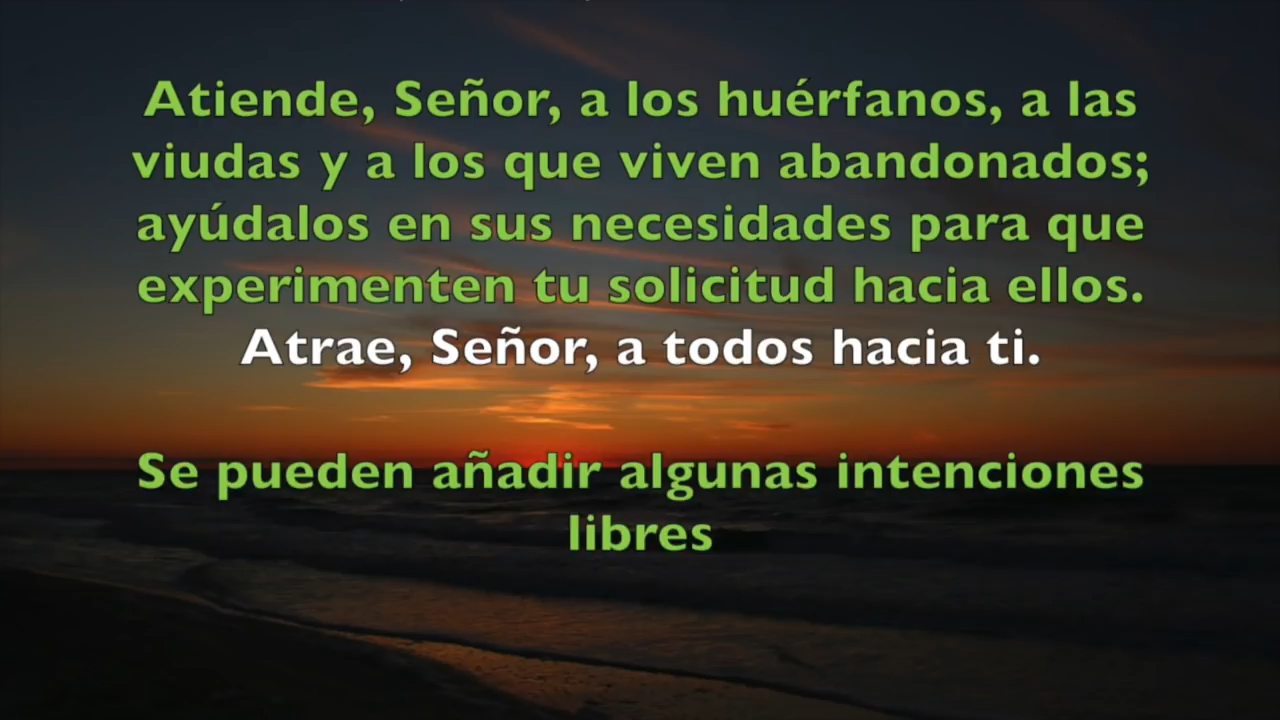 Atiende, Señor, a los huérfanos, a las
viudas y a los que viven abandonados;
ayúdalos en sus necesidades para que
experimenten tu solicitud hacia ellos.
Atrae, Señor, a todos hacia ti.
Se pueden añadir algunas intenciones
libres